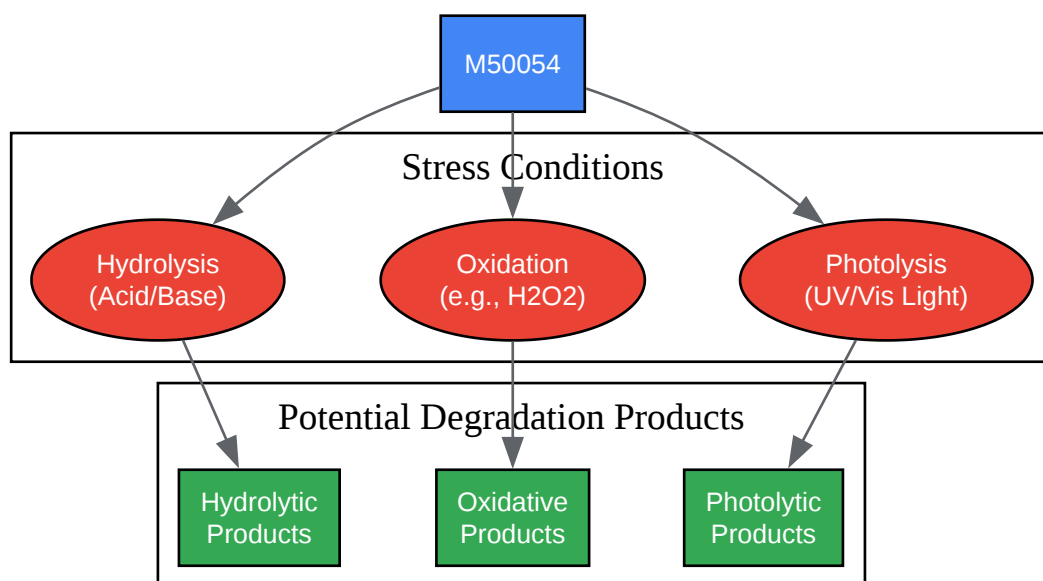 M50054
Stress Conditions
Hydrolysis
(Acid/Base)
Oxidation
(e.g., H2O2)
Photolysis
(UV/Vis Light)
Potential Degradation Products
Hydrolytic
Products
Oxidative
Products
Photolytic
Products